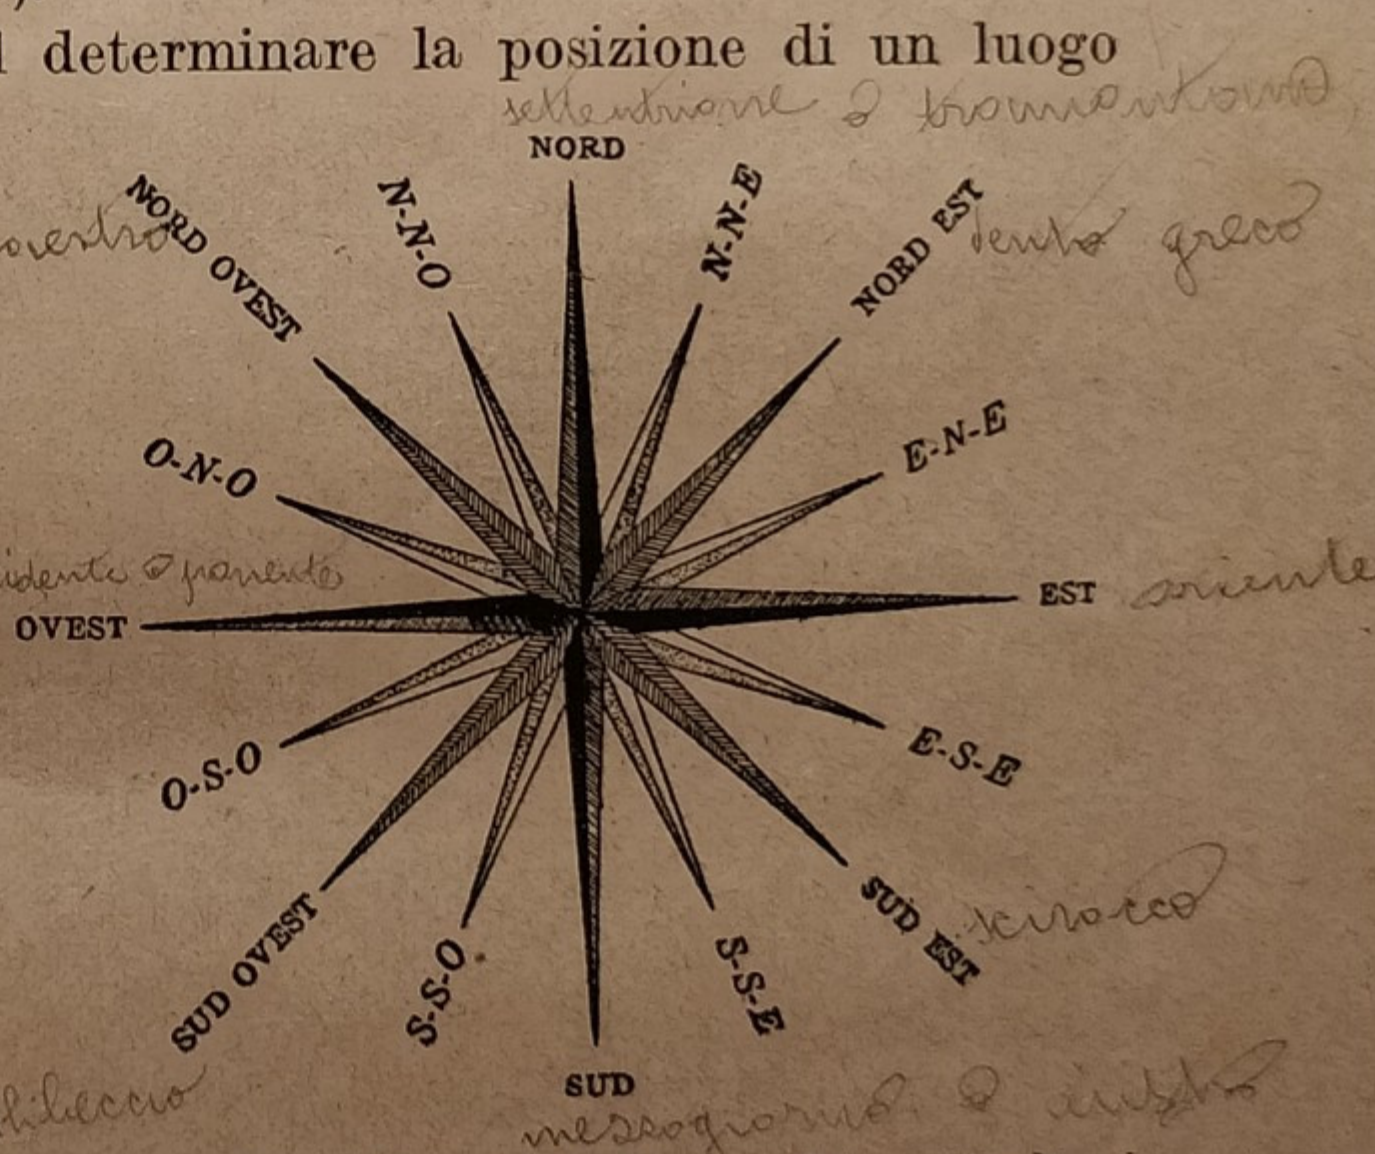 determinare la posizione di un luogo
settentrione o tramontana
NORD
N-N-O
N-N-E
NORD OVEST
NORD EST
vento greco
O-N-O
E-N-E
ponente
OVEST
EST oriente
O-S-O
E-S-E
SUD OVEST
SUD EST
scirocco
S-S-O
S-S-E
SUD
libeccio
mezzogiorno o austro